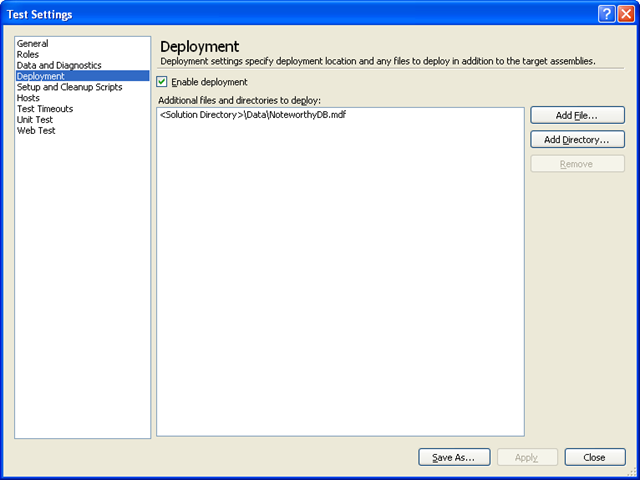 Test Settings
General
Roles
Data and Diagnostics
Deployment
Setup and Cleanup Scripts
Hosts
Test Timeouts
Unit Test
Web Test
Deployment
Deployment settings specify deployment location and any files to deploy in addition to the target assemblies.
Enable deployment
Additional files and directories to deploy:
<Solution Directory>\Data\NoteworthyDB.mdf
Add File...
Add Directory...
Remove
Save As...
Apply
Close